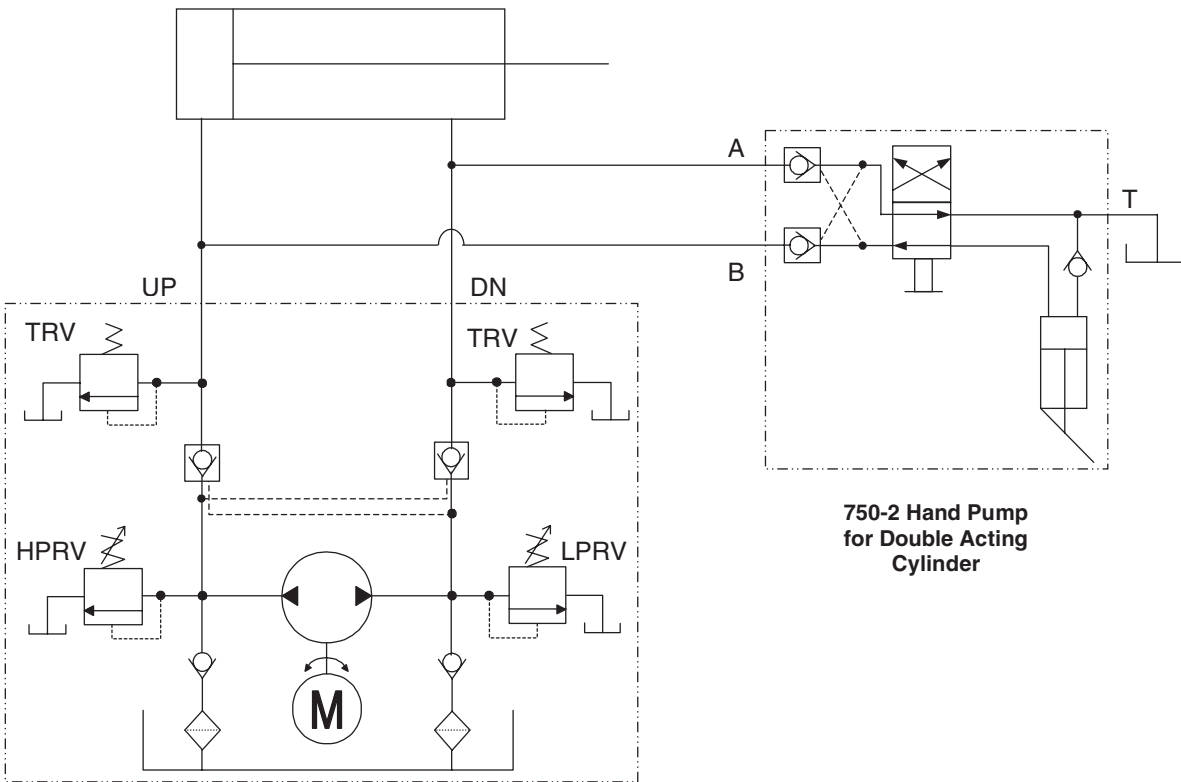 A
T
B
UP
DN
TRV
TRV
HPRV
LPRV
M
750-2 Hand Pump
for Double Acting
Cylinder